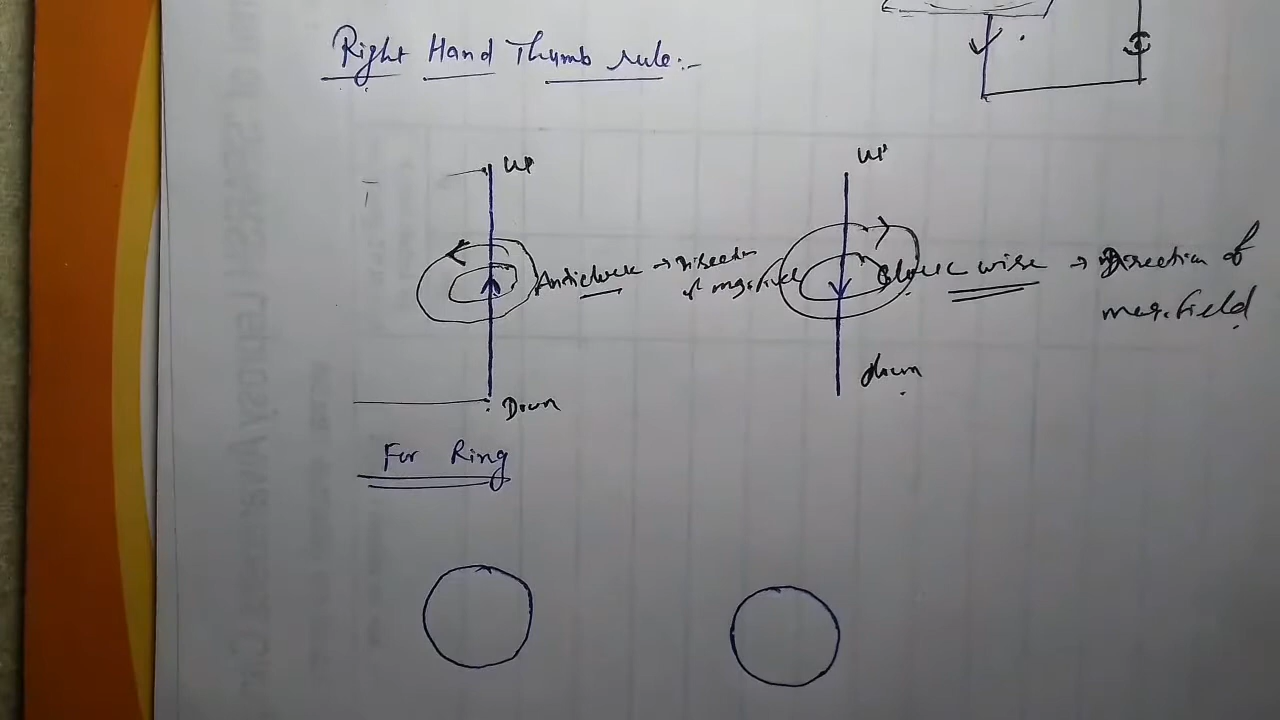 Right Hand Thumb rule:-
up
up
Anticlock → Direction
of mag. field
Clock wise → Direction of
mag. field
down
Down
For Ring